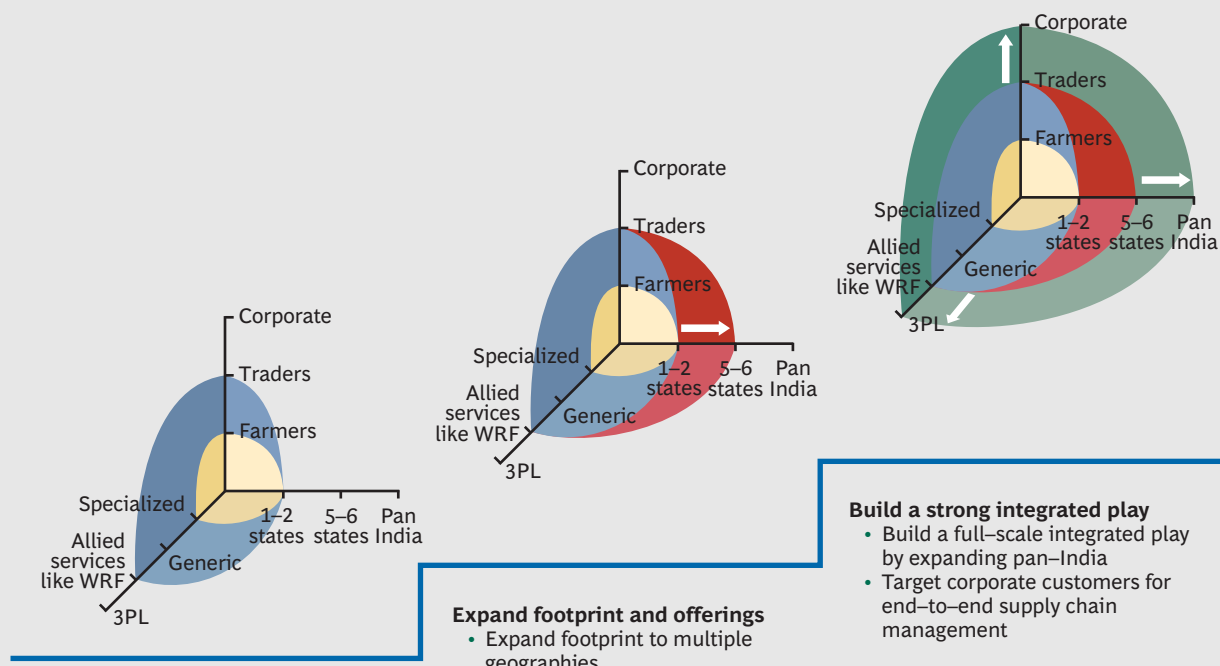 Corporate
Traders
Farmers
Specialized
1–2
states
5–6
states
Pan
India
Allied
services
like WRF
Generic
3PL
Corporate
Traders
Farmers
Specialized
1–2
states
5–6
states
Pan
India
Allied
services
like WRF
Generic
3PL
Corporate
Traders
Farmers
Specialized
1–2
states
5–6
states
Pan
India
Allied
services
like WRF
Generic
3PL
Expand footprint and offerings
• Expand footprint to multiple
geographies
Build a strong integrated play
• Build a full–scale integrated play
by expanding pan–India
• Target corporate customers for
end–to–end supply chain
management